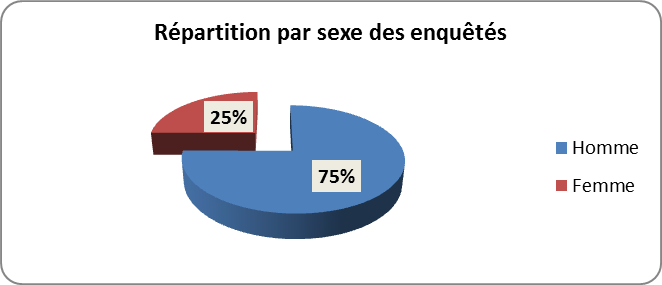 Répartition par sexe des enquêtés
25%
75%
Homme
Femme